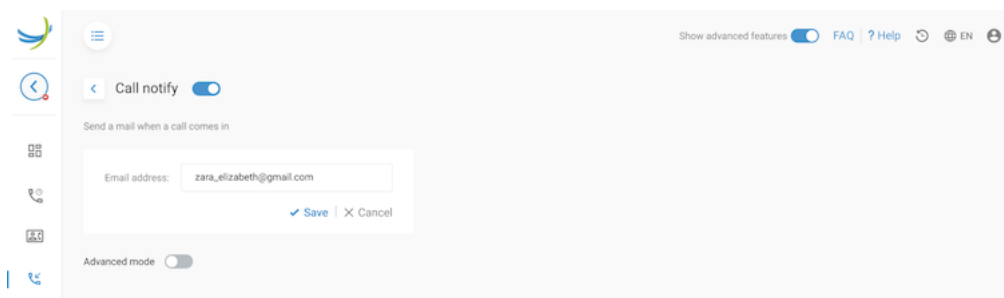 Show advanced features FAQ ? Help EN
Call notify
Send a mail when a call comes in
Email address: zara_elizabeth@gmail.com
Save Cancel
Advanced mode